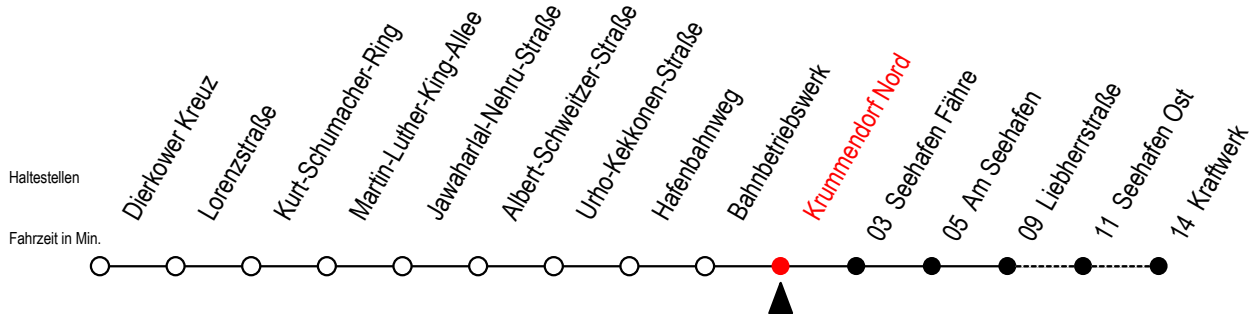 Haltestellen
Fahrzeit in Min.
Dierkower Kreuz
Lorenzstraße
Kurt-Schumacher-Ring
Martin-Luther-King-Allee
Jawaharlal-Nehru-Straße
Albert-Schweitzer-Straße
Urho-Kekkonen-Straße
Hafenbahnweg
Bahnbetriebswerk
Krummendorf Nord
03 Seehafen Fähre
05 Am Seehafen
09 Liebherrstraße
11 Seehafen Ost
14 Kraftwerk